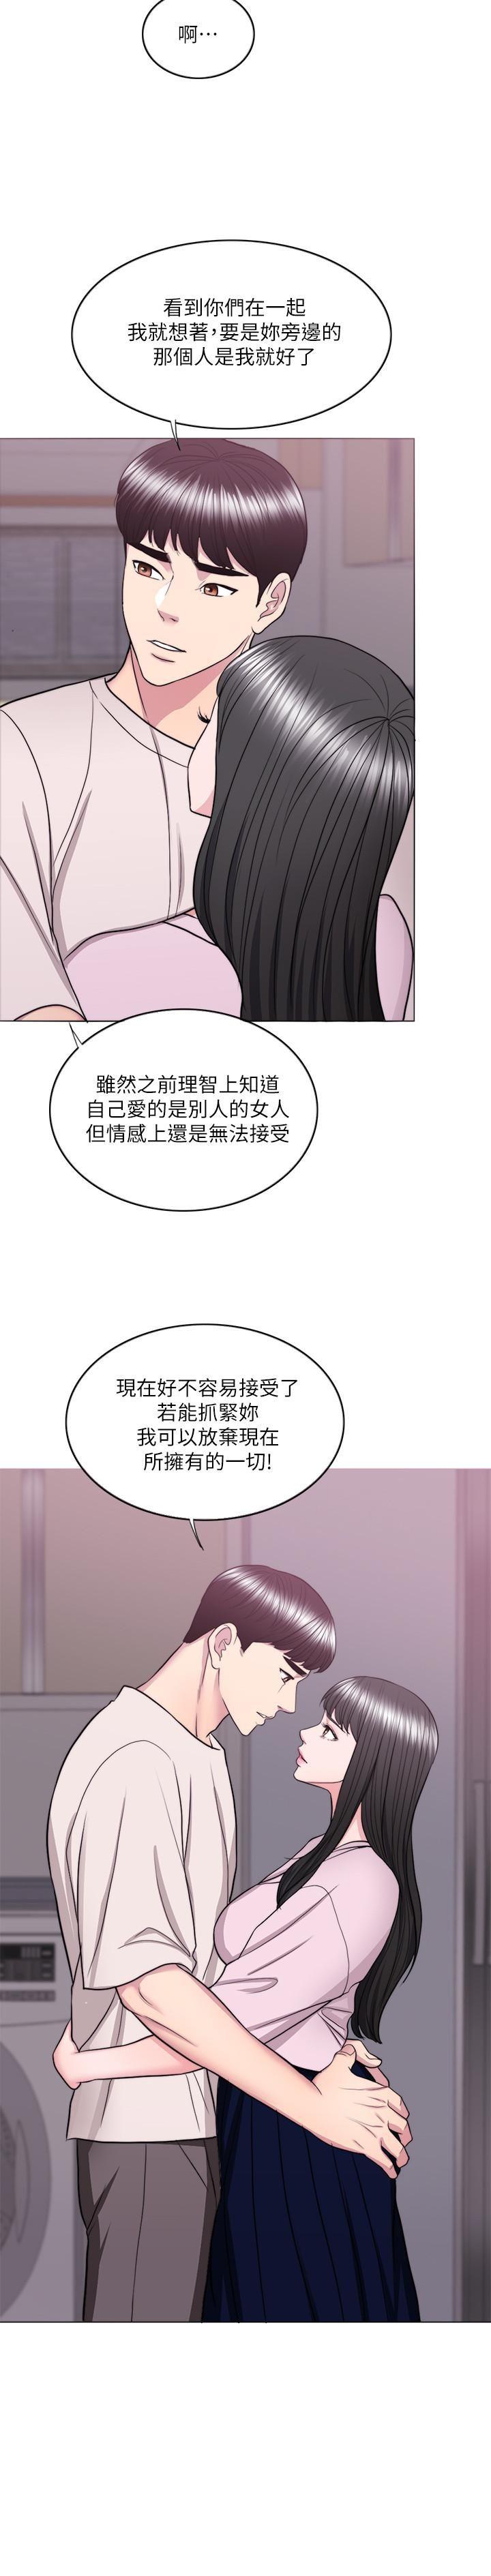 啊…
看到你們在一起
我就想著,要是妳旁邊的
那個人是我就好了
雖然之前理智上知道
自己愛的是別人的女人
但情感上還是無法接受
現在好不容易接受了
若能抓緊妳
我可以放棄現在
所擁有的一切!